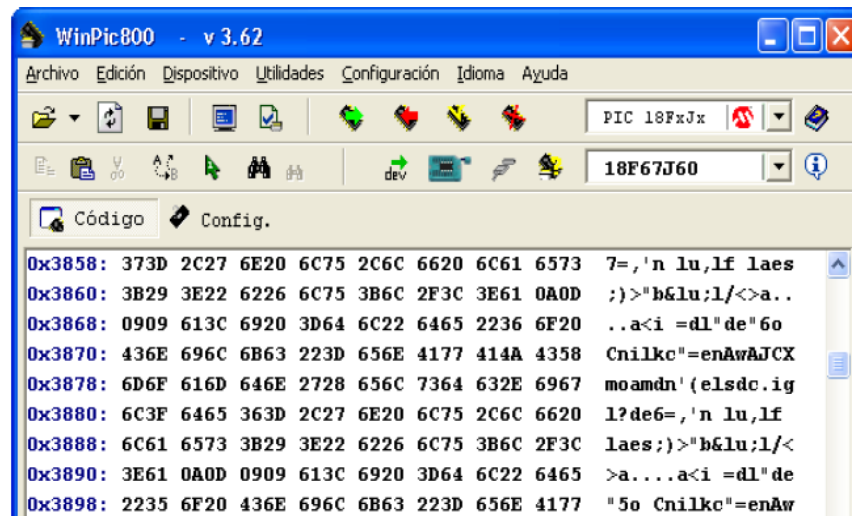 WinPic800 - v 3.62
Archivo Edición Dispositivo Utilidades Configuración Idioma Ayuda
PIC 18FxJx
dev 18F67J60
Código Config.
0x3858: 373D 2C27 6E20 6C75 2C6C 6620 6C61 6573 7=,'n lu,lf laes
0x3860: 3B29 3E22 6226 6C75 3B6C 2F3C 3E61 0A0D ;)>"b&lu;l/<>a..
0x3868: 0909 613C 6920 3D64 6C22 6465 2236 6F20 ..a<i =dl"de"6o
0x3870: 436E 696C 6B63 223D 656E 4177 414A 4358 Cnilkc"=enAwAJCX
0x3878: 6D6F 616D 646E 2728 656C 7364 632E 6967 moamdn'(elsdc.ig
0x3880: 6C3F 6465 363D 2C27 6E20 6C75 2C6C 6620 l?de6=,'n lu,lf
0x3888: 6C61 6573 3B29 3E22 6226 6C75 3B6C 2F3C laes;)>"b&lu;l/<
0x3890: 3E61 0A0D 0909 613C 6920 3D64 6C22 6465 >a....a<i =dl"de
0x3898: 2235 6F20 436E 696C 6B63 223D 656E 4177 "5o Cnilkc"=enAw